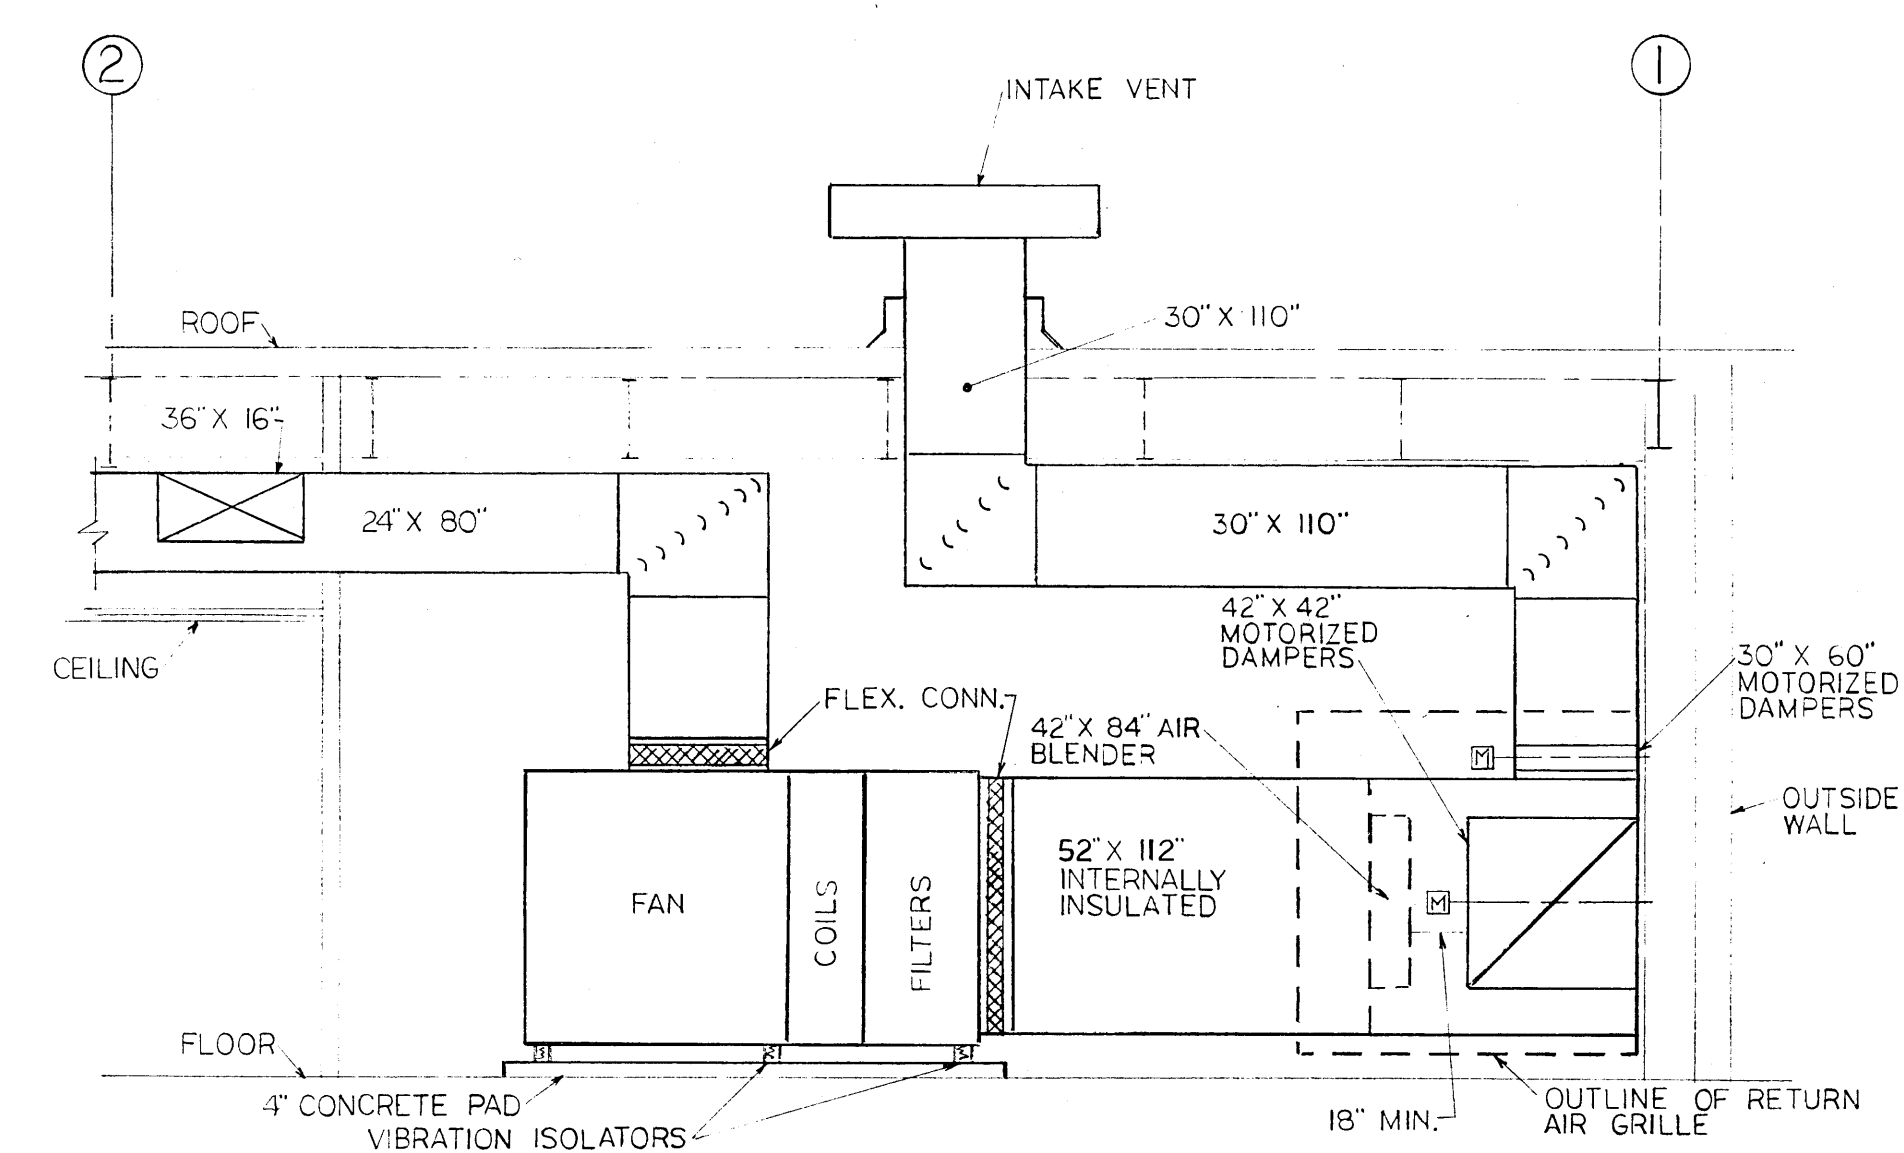 2
1
INTAKE VENT
ROOF
30" X 110"
36" X 16"
24" X 80"
30" X 110"
42" X 42"
MOTORIZED
DAMPERS
30" X 60"
MOTORIZED
DAMPERS
CEILING
FLEX. CONN.
42" X 84" AIR
BLENDER
M
OUTSIDE
WALL
52" X 112"
INTERNALLY
INSULATED
FAN
COILS
FILTERS
M
FLOOR
4" CONCRETE PAD
VIBRATION ISOLATORS
18" MIN.
OUTLINE OF RETURN
AIR GRILLE